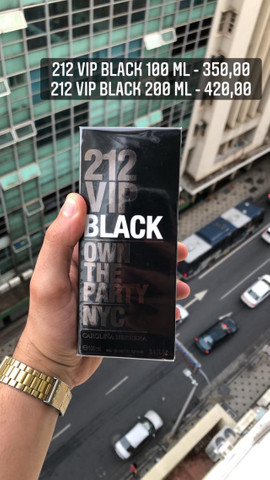 212 VIP BLACK 100 ML - 350,00
212 VIP BLACK 200 ML - 420,00
212
VIP
BLACK
OWN
THE
PARTY
NYC
CAROLINA HERRERA